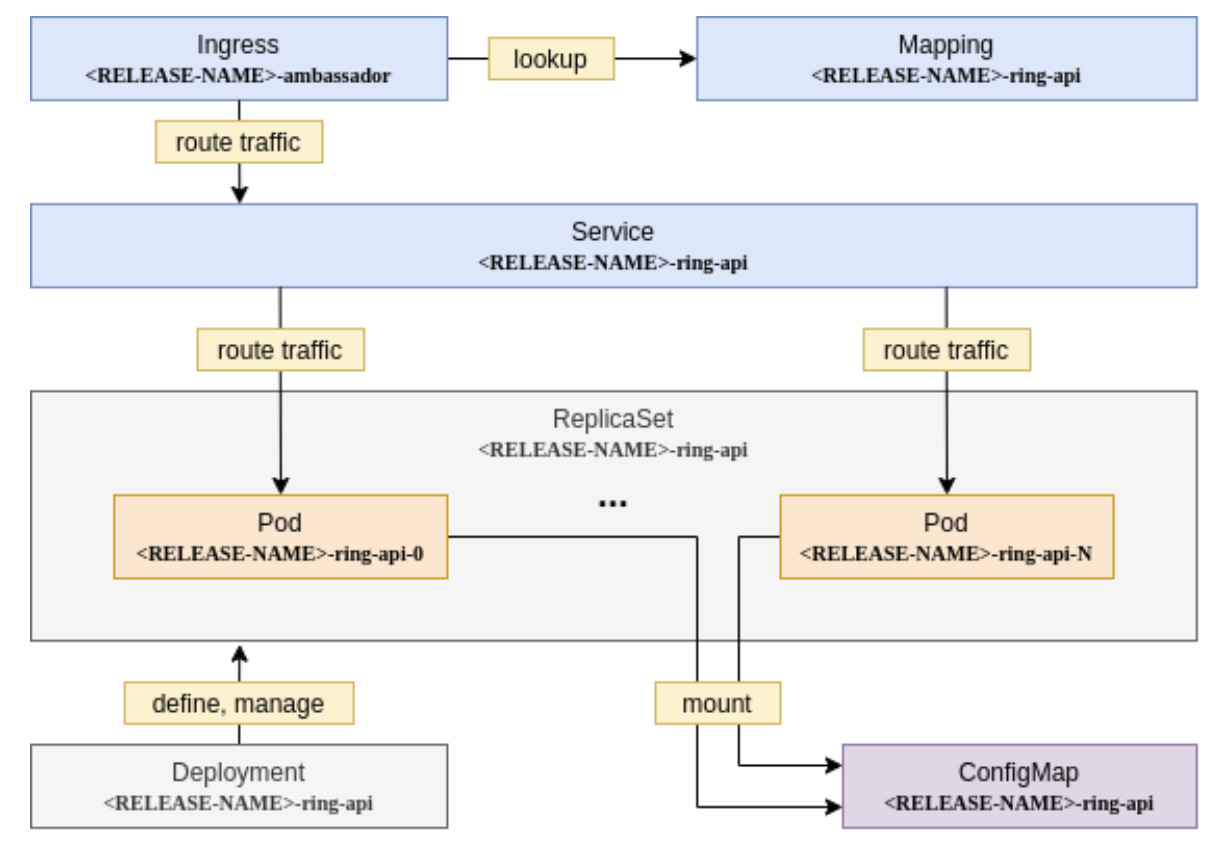 Ingress
<RELEASE-NAME>-ambassador
lookup
Mapping
<RELEASE-NAME>-ring-api
route traffic
Service
<RELEASE-NAME>-ring-api
route traffic
route traffic
ReplicaSet
<RELEASE-NAME>-ring-api
...
Pod
<RELEASE-NAME>-ring-api-0
Pod
<RELEASE-NAME>-ring-api-N
define, manage
mount
Deployment
<RELEASE-NAME>-ring-api
ConfigMap
<RELEASE-NAME>-ring-api